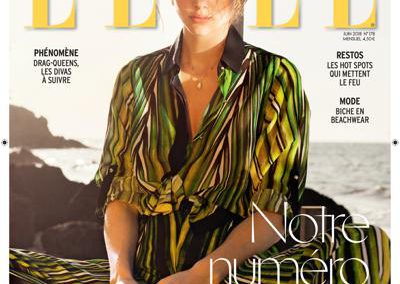 ELLE
JUIN 2018 N°178
MENSUEL 4,50€
PHÉNOMÈNE
DRAG-QUEENS,
LES DIVAS
À SUIVRE
RESTOS
LES HOT SPOTS
QUI METTENT
LE FEU
MODE
BICHE EN
BEACHWEAR
Notre
numéro